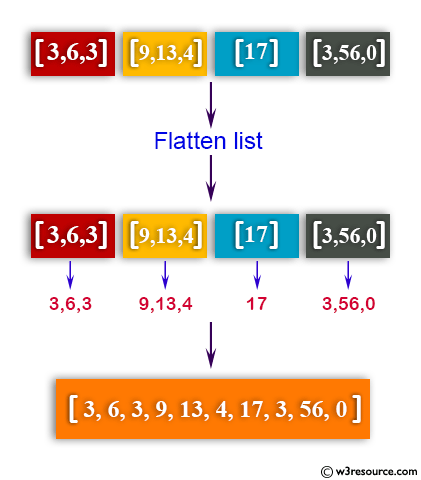 [3,6,3] [9,13,4] [17] [3,56,0]
Flatten list
[3,6,3] [9,13,4] [17] [3,56,0]
3,6,3 9,13,4 17 3,56,0
[ 3, 6, 3, 9, 13, 4, 17, 3, 56, 0 ]
© w3resource.com